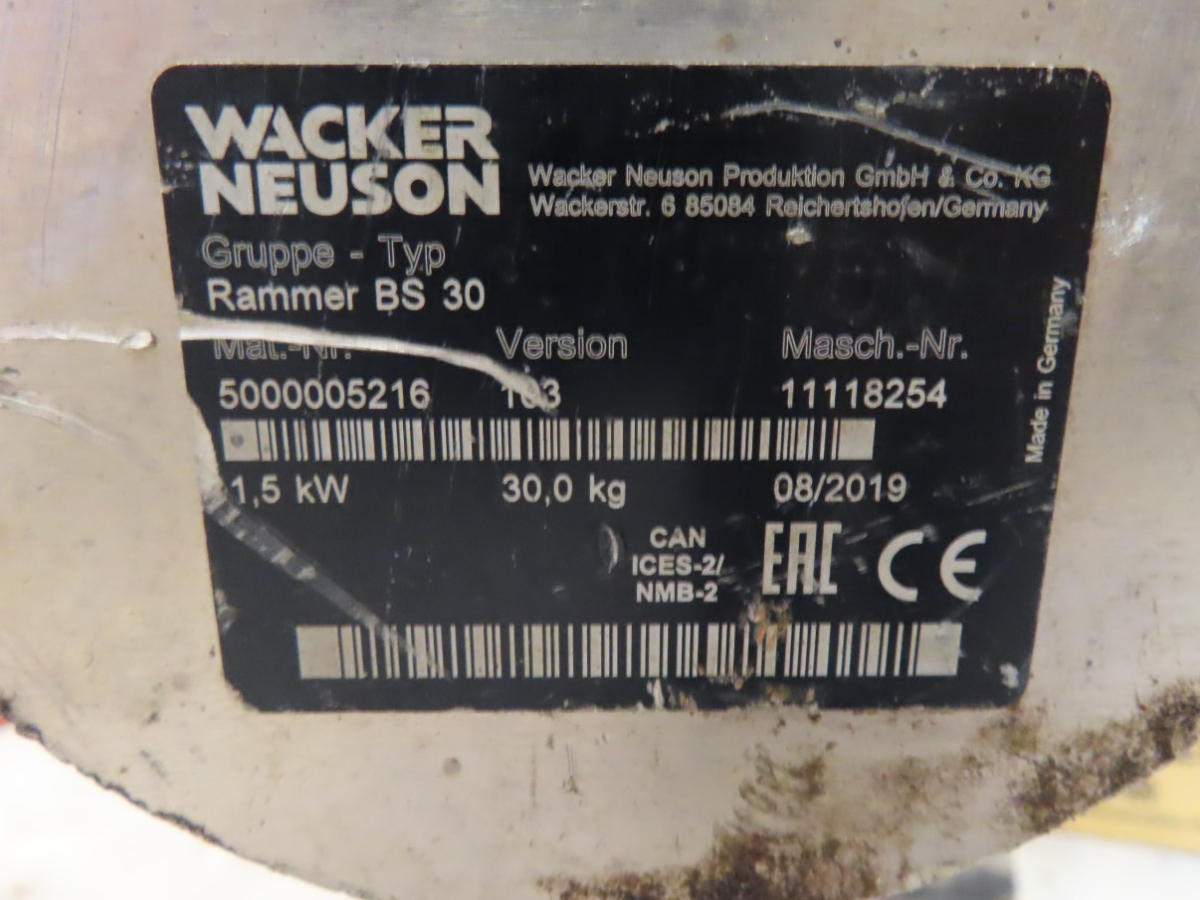 WACKER
NEUSON
Wacker Neuson Produktion GmbH & Co. KG
Wackerstr. 6 85084 Reichertshofen/Germany
Gruppe - Typ
Rammer BS 30
Mat.-Nr. Version Masch.-Nr.
5000005216 11118254
1,5 kW 30,0 kg 08/2019
Made in Germany
CAN
ICES-2/
NMB-2
EAC CE